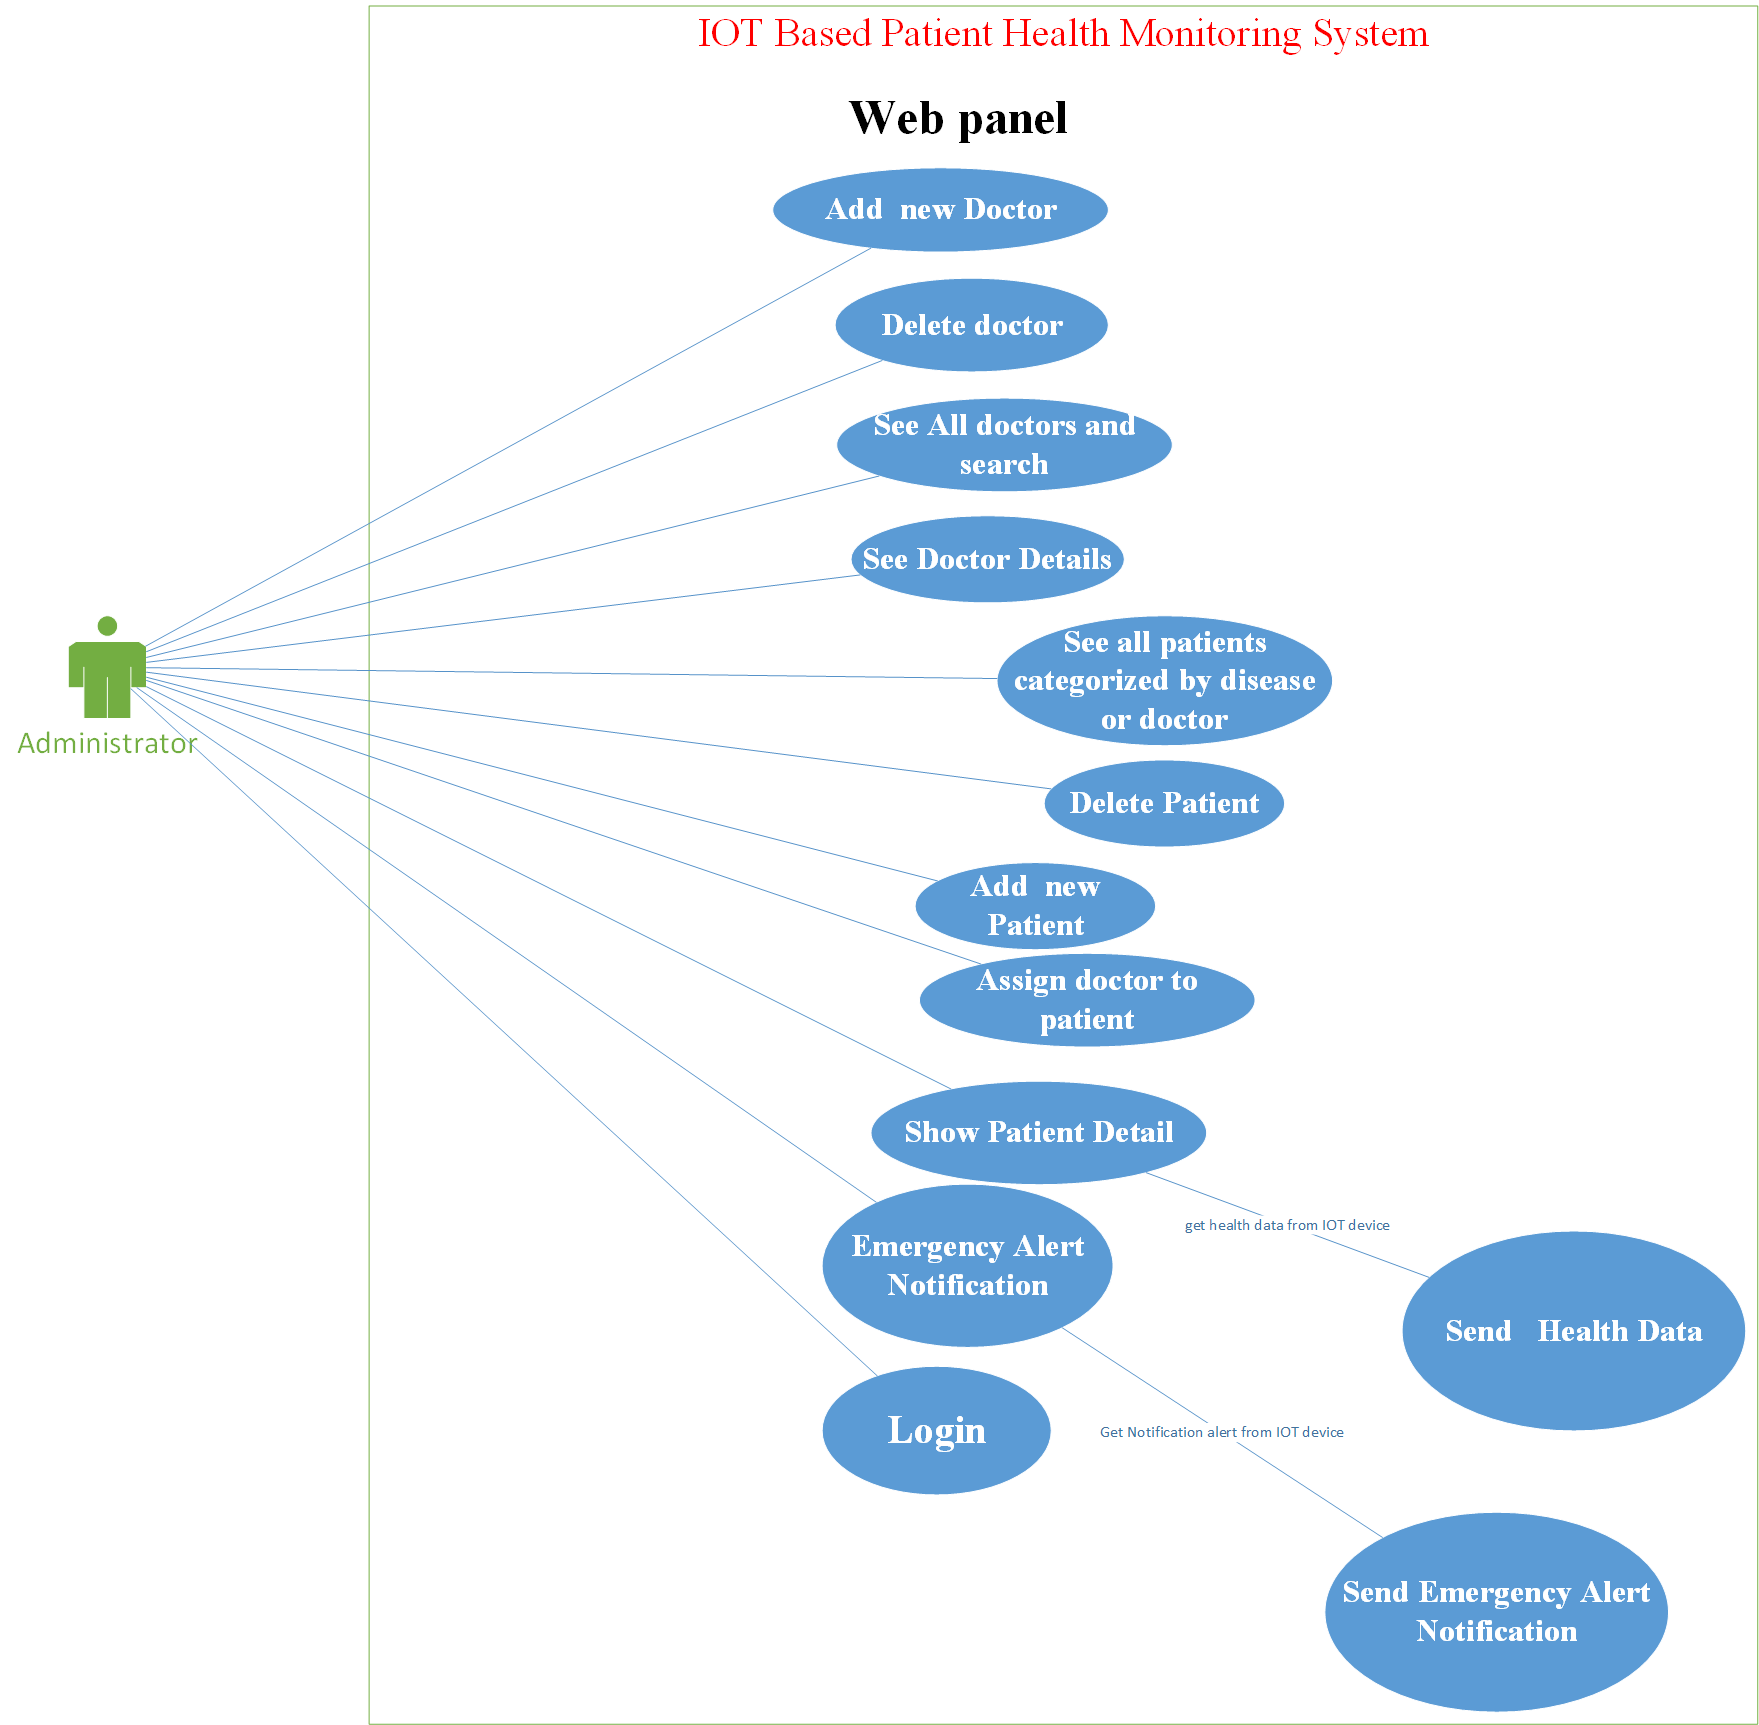 IOT Based Patient Health Monitoring System
Web panel
Add  new Doctor
Delete doctor
See All doctors and
search
See Doctor Details
See all patients
categorized by disease
or doctor
Administrator
Delete Patient
Add  new
Patient
Assign doctor to
patient
Show Patient Detail
get health data from IOT device
Emergency Alert
Notification
Send   Health Data
Login
Get Notification alert from IOT device
Send Emergency Alert
Notification